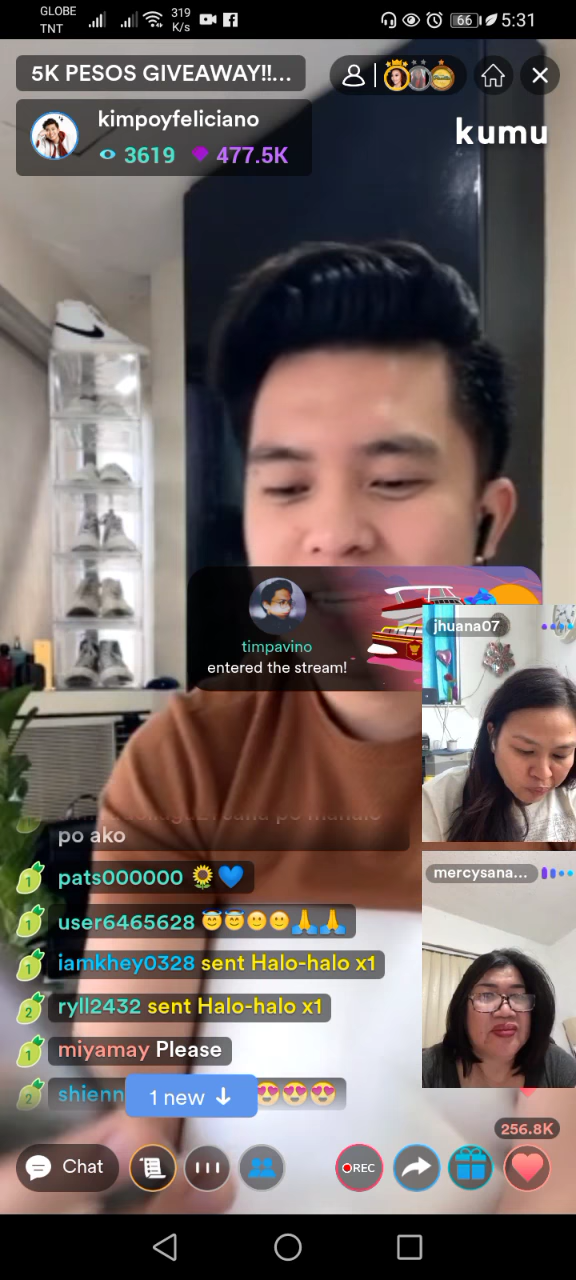 GLOBE
TNT
319
K/s
66
5:31
5K PESOS GIVEAWAY!!...
kimpoyfeliciano
3619 477.5K
kumu
timpavino
entered the stream!
jhuana07
po ako
pats000000
mercysana...
user6465628
iamkhey0328 sent Halo-halo x1
ryll2432 sent Halo-halo x1
miyamay Please
shienn
1 new
256.8K
Chat
REC